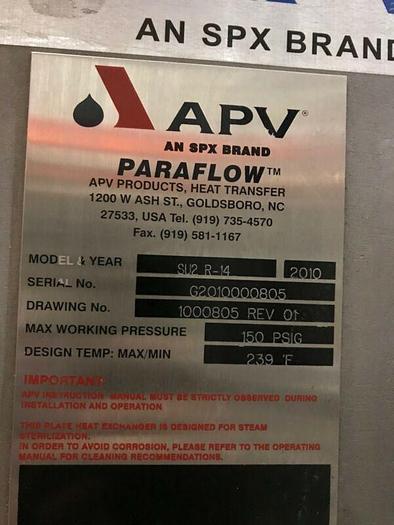 AN SPX BRAND
APV®
AN SPX BRAND
PARAFLOW™
APV PRODUCTS, HEAT TRANSFER
1200 W ASH ST., GOLDSBORO, NC
27533, USA Tel. (919) 735-4570
Fax. (919) 581-1167
MODEL & YEAR SU2 R-14 2010
SERIAL No. G2010000805
DRAWING No. 1000805 REV 01
MAX WORKING PRESSURE 150 PSIG
DESIGN TEMP: MAX/MIN 239 °F
IMPORTANT:
APV INSTRUCTION MANUAL MUST BE STRICTLY OBSERVED DURING
INSTALLATION AND OPERATION
THIS PLATE HEAT EXCHANGER IS DESIGNED FOR STEAM
STERILIZATION.
IN ORDER TO AVOID CORROSION, PLEASE REFER TO THE OPERATING
MANUAL FOR CLEANING RECOMMENDATIONS.